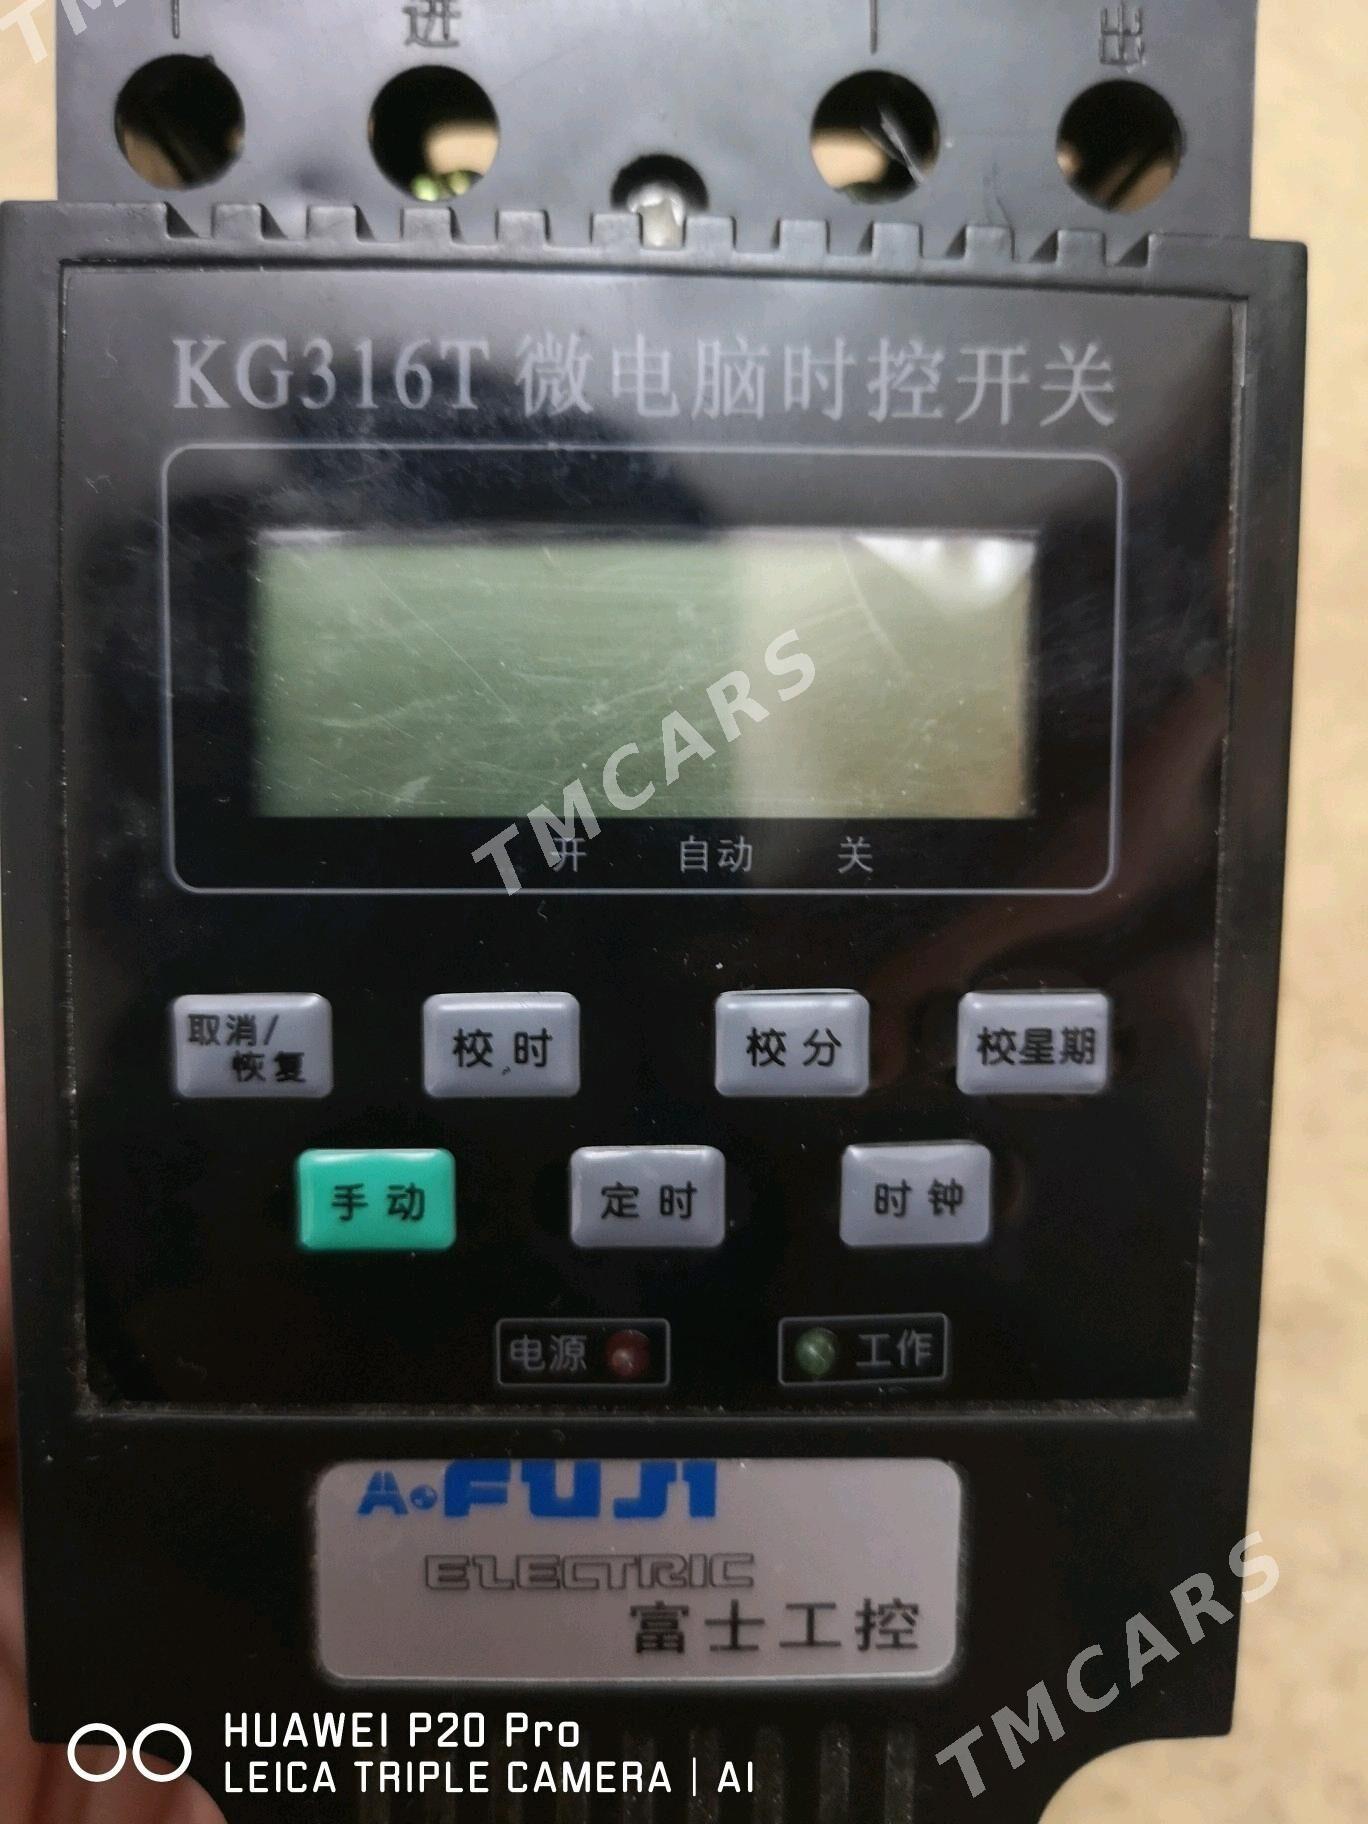 进 出
KG316T 微电脑时控开关
TMCARS
开 自动 关
取消/
恢复
校时
校分
校星期
手动
定时
时钟
电源
工作
A·FUJI
ELECTRIC
富士工控
TMCARS
HUAWEI P20 Pro
LEICA TRIPLE CAMERA | AI